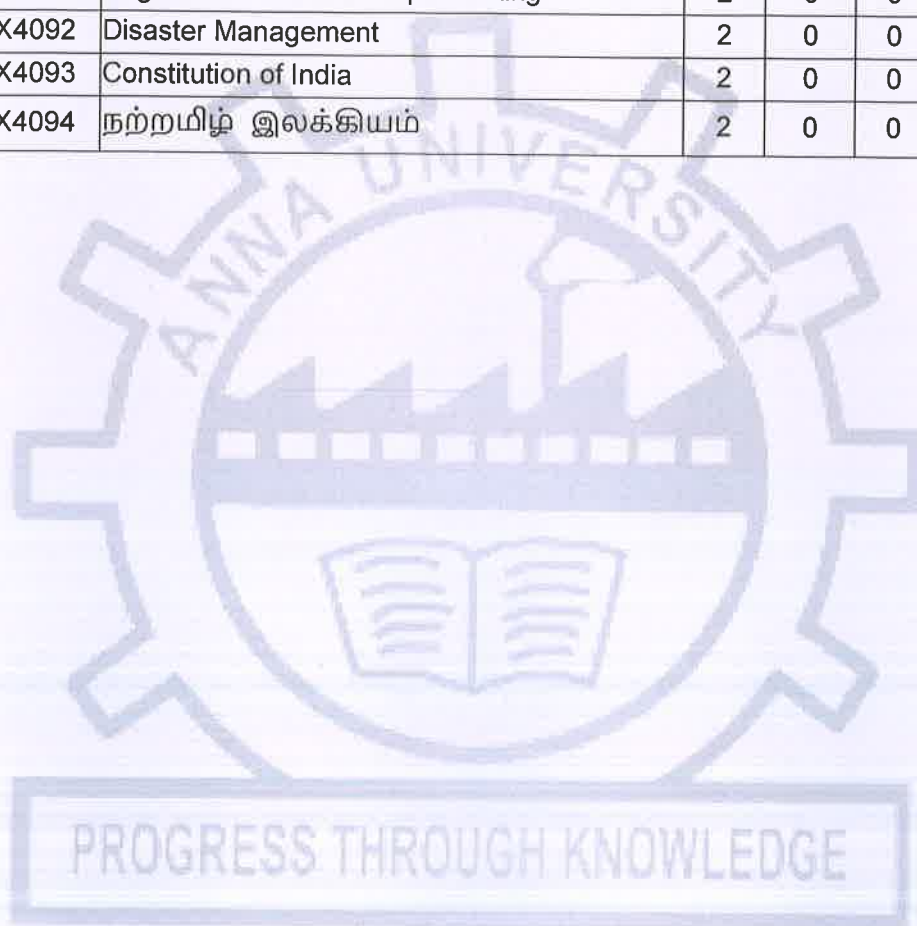 X4092 Disaster Management 2 0 0
X4093 Constitution of India 2 0 0
X4094 நற்றமிழ் இலக்கியம் 2 0 0
ANNA UNIVERSITY
PROGRESS THROUGH KNOWLEDGE